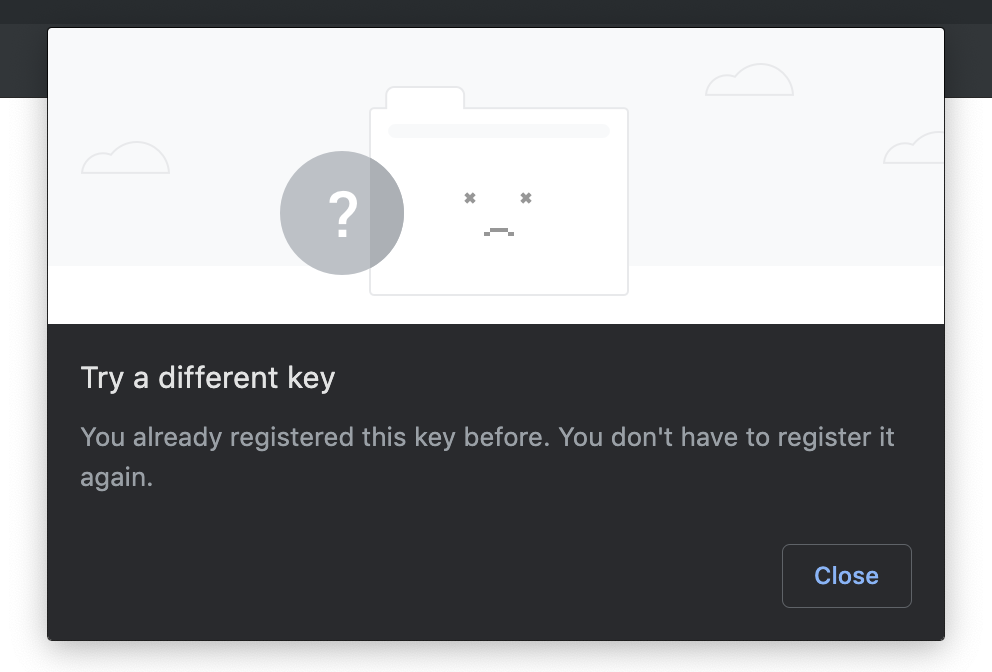 ?
Try a different key
You already registered this key before. You don't have to register it
again.
Close